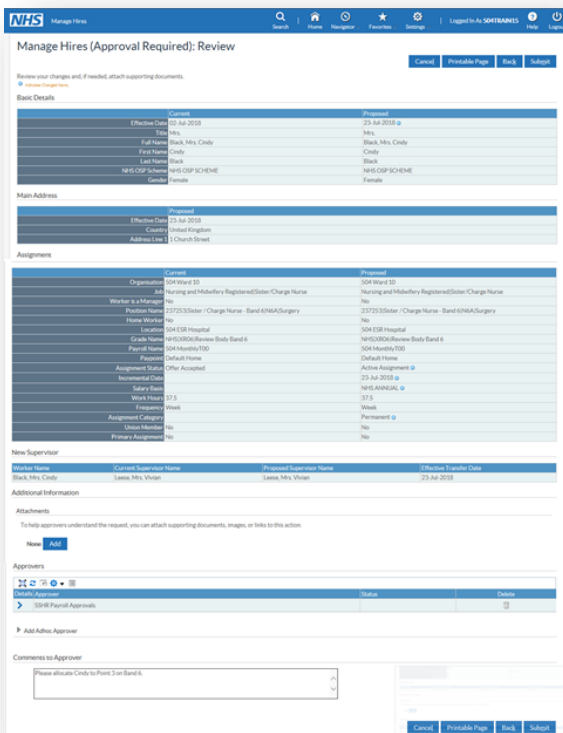 NHS Manage Hires Search Home Navigator Favorites Settings Logged In As 504TRAIN15 Help Logout
Manage Hires (Approval Required): Review
Cancel Printable Page Back Submit
Review your changes and, if needed, attach supporting documents.
Indicates Changed Items.
Basic Details
Current Proposed
Effective Date 02-Jul-2018 23-Jul-2018
Title Mrs. Mrs.
Full Name Black, Mrs. Cindy Black, Mrs. Cindy
First Name Cindy Cindy
Last Name Black Black
NHS OSP Scheme NHS OSP SCHEME NHS OSP SCHEME
Gender Female Female
Main Address
Proposed
Effective Date 23-Jul-2018
Country United Kingdom
Address Line 1 1 Church Street
Assignment
Current Proposed
Organisation 504 Ward 10 504 Ward 10
Job Nursing and Midwifery Registered|Sister/Charge Nurse Nursing and Midwifery Registered|Sister/Charge Nurse
Worker is a Manager No No
Position Name 237253|Sister / Charge Nurse - Band 6|N6A|Surgery 237253|Sister / Charge Nurse - Band 6|N6A|Surgery
Home Worker No No
Location 504 ESR Hospital 504 ESR Hospital
Grade Name NHS|XR06|Review Body Band 6 NHS|XR06|Review Body Band 6
Payroll Name 504 MonthlyT00 504 MonthlyT00
Paypoint Default Home Default Home
Assignment Status Offer Accepted Active Assignment
Incremental Date 23-Jul-2018
Salary Basis NHS ANNUAL
Work Hours 37.5 37.5
Frequency Week Week
Assignment Category Permanent
Union Member No No
Primary Assignment No No
New Supervisor
Worker Name Current Supervisor Name Proposed Supervisor Name Effective Transfer Date
Black, Mrs. Cindy Leese, Mrs. Vivian Leese, Mrs. Vivian 23-Jul-2018
Additional Information
Attachments
To help approvers understand the request, you can attach supporting documents, images, or links to this action.
None Add
Approvers
Details Approver Status Delete
SSHR Payroll Approvals
Add Adhoc Approver
Comments to Approver
Please allocate Cindy to Point 3 on Band 6.
Cancel Printable Page Back Submit